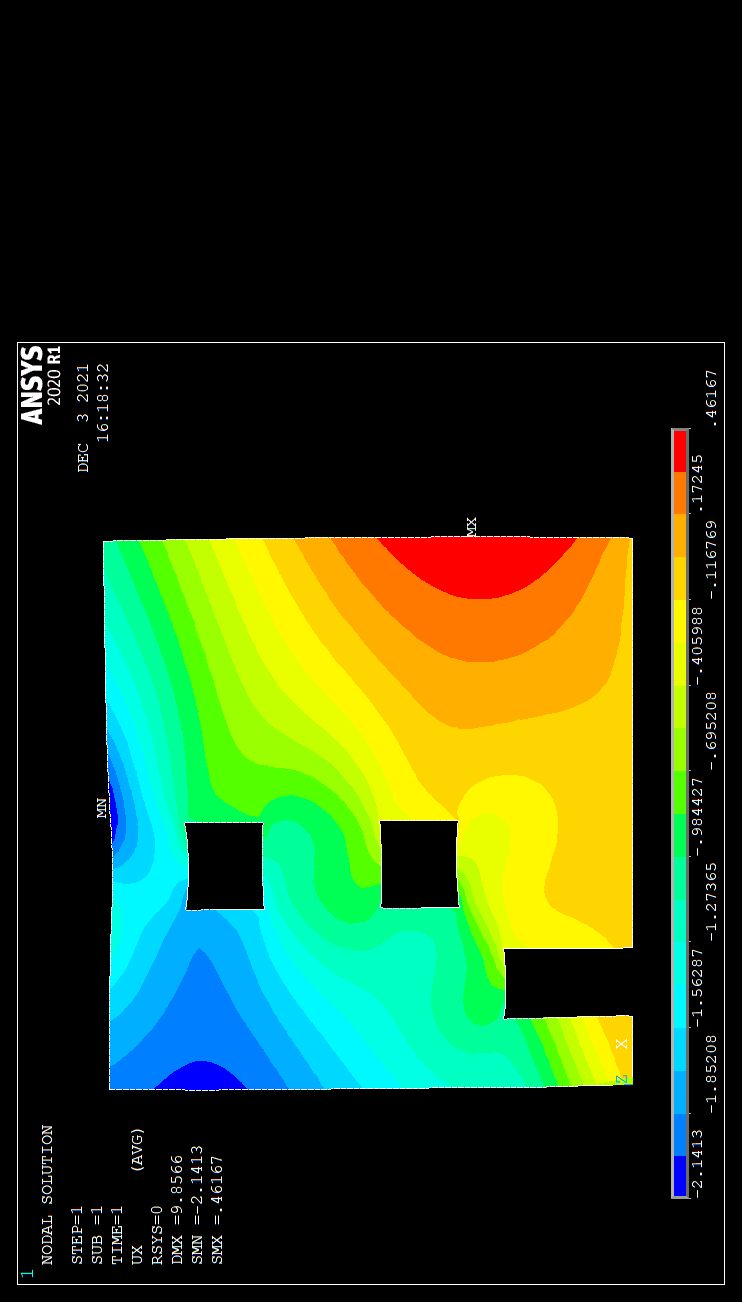 1
NODAL SOLUTION
STEP=1
SUB =1
TIME=1
UX (AVG)
RSYS=0
DMX =9.8566
SMN =-2.1413
SMX =.46167
ANSYS
2020 R1
DEC 3 2021
16:18:32
MN
MX
X
Z
-2.1413
-1.85208
-1.56287
-1.27365
-.984427
-.695208
-.405988
-.116769
.17245
.46167